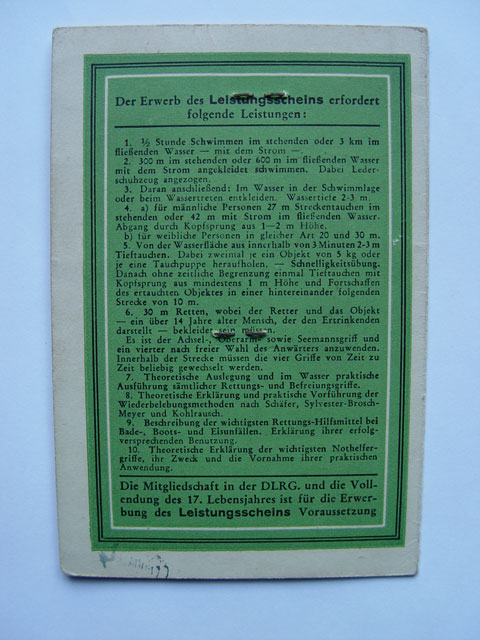 Der Erwerb des Leistungsscheins erfordert
folgende Leistungen:
1. ½ Stunde Schwimmen im stehenden oder 3 km im
fließenden Wasser — mit dem Strom —.
2. 300 m im stehenden oder 600 m im fließenden Wasser
mit dem Strom angekleidet schwimmen. Dabei Leder-
schuhzeug angezogen.
3. Daran anschließend: Im Wasser in der Schwimmlage
oder beim Wassertreten entkleiden. Wassertiefe 2-3 m.
4. a) für männliche Personen 27 m Streckentauchen im
stehenden oder 42 m mit Strom im fließenden Wasser.
Abgang durch Kopfsprung aus 1—2 m Höhe.
b) für weibliche Personen in gleicher Art 20 und 30 m.
5. Von der Wasserfläche aus innerhalb von 3 Minuten 2-3 m
Tieftauchen. Dabei zweimal je ein Objekt von 5 kg oder
je eine Tauchpuppe heraufholen. — Schnelligkeitsübung.
Danach ohne zeitliche Begrenzung einmal Tieftauchen mit
Kopfsprung aus mindestens 1 m Höhe und Fortschaffen
des ertauchten Objektes in einer hintereinander folgenden
Strecke von 10 m.
6. 30 m Retten, wobei der Retter und das Objekt
— ein über 14 Jahre alter Mensch, der den Ertrinkenden
darstellt — bekleidet sein müssen.
Es ist der Achsel-, Oberarm- sowie Seemannsgriff und
ein vierter nach freier Wahl des Anwärters anzuwenden.
Innerhalb der Strecke müssen die vier Griffe von Zeit zu
Zeit beliebig gewechselt werden.
7. Theoretische Auslegung und im Wasser praktische
Ausführung sämtlicher Rettungs- und Befreiungsgriffe.
8. Theoretische Erklärung und praktische Vorführung der
Wiederbelebungsmethoden nach Schäfer, Sylvester-Brosch-
Meyer und Kohlrausch.
9. Beschreibung der wichtigsten Rettungs-Hilfsmittel bei
Bade-, Boots- und Eisunfällen. Erklärung ihrer erfolg-
versprechenden Benutzung.
10. Theoretische Erklärung der wichtigsten Nothelfer-
griffe, ihr Zweck und die Vornahme ihrer praktischen
Anwendung.
Die Mitgliedschaft in der DLRG. und die Voll-
endung des 17. Lebensjahres ist für die Erwer-
bung des Leistungsscheins Voraussetzung